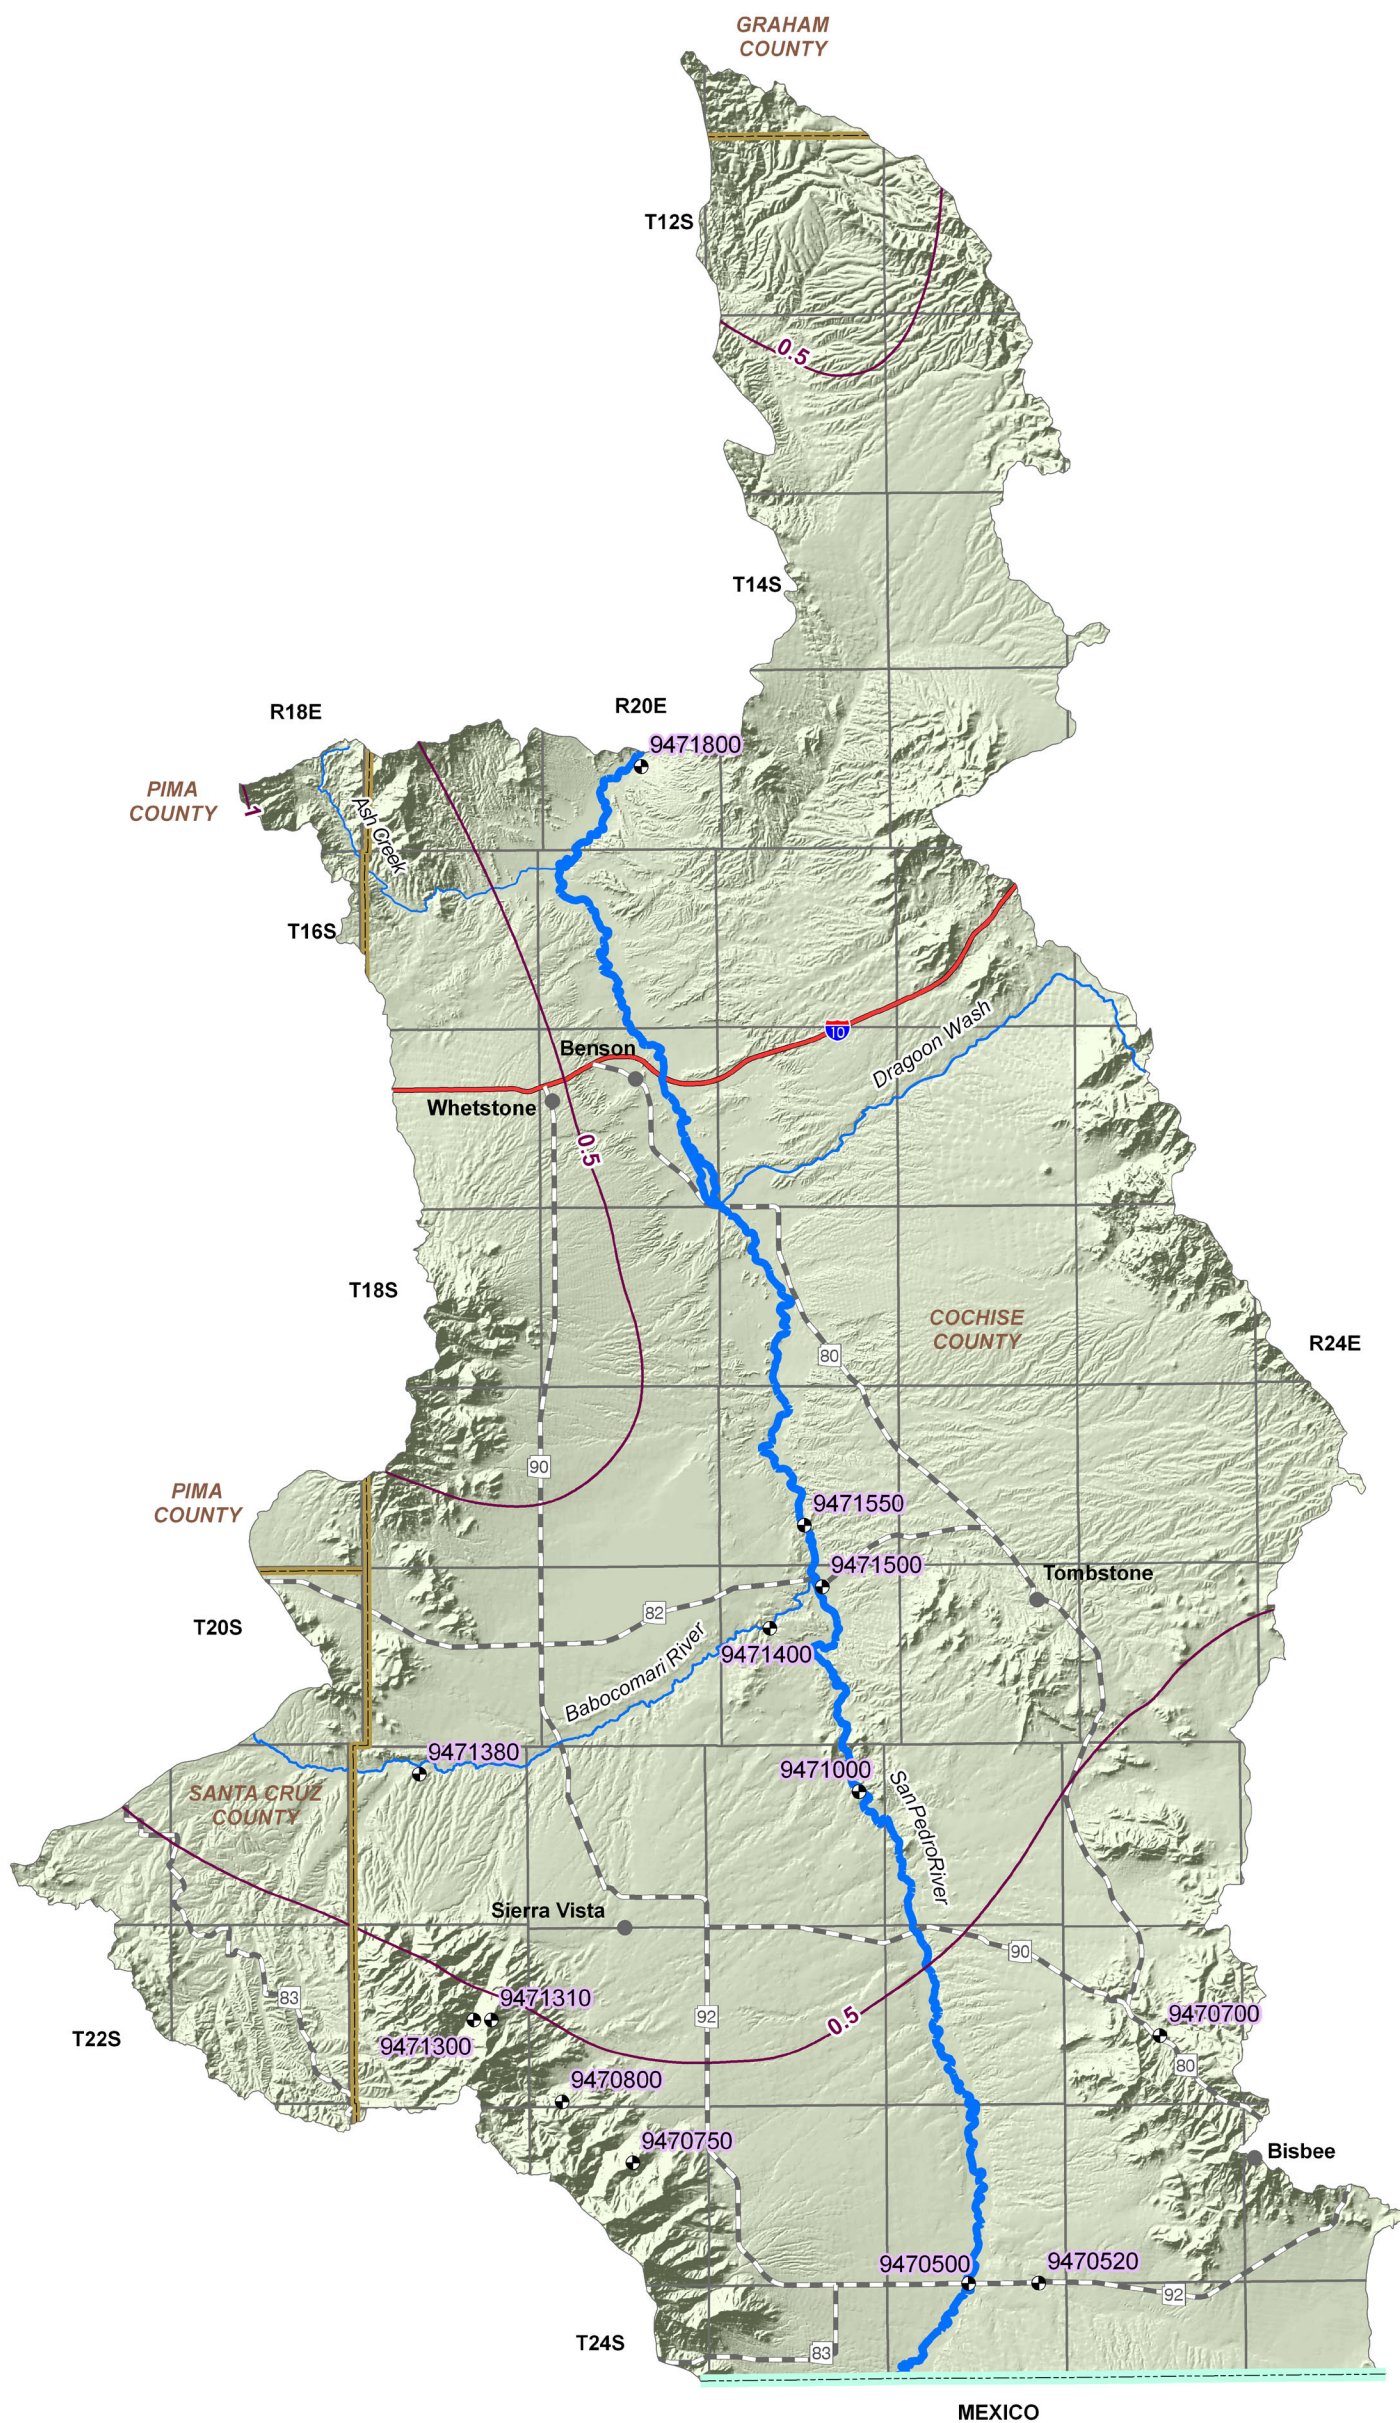 GRAHAM
COUNTY
T12S
0.5
T14S
R18E
R20E
9471800
PIMA
COUNTY
1
Ash Creek
T16S
10
Dragoon Wash
Benson
Whetstone
0.5
T18S
COCHISE
COUNTY
R24E
80
90
PIMA
COUNTY
9471550
9471500
Tombstone
82
T20S
9471400
Babocomari River
9471380
9471000
SanPedroRiver
SANTA CRUZ
COUNTY
Sierra Vista
90
83
9471310
92
0.5
9470700
T22S
9471300
80
9470800
9470750
Bisbee
9470500
9470520
92
T24S
83
MEXICO